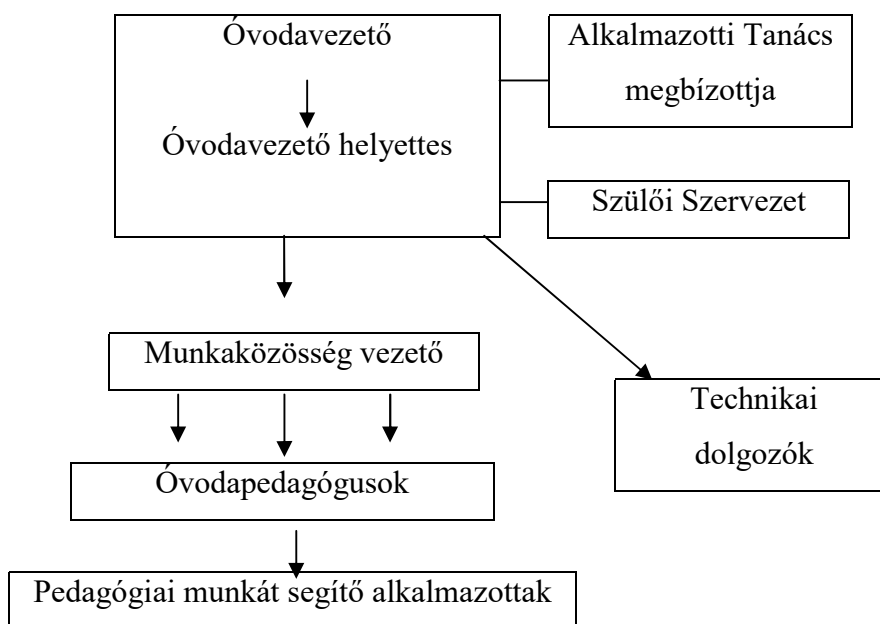 Óvodavezető
Óvodavezető helyettes
Alkalmazotti Tanács
megbízottja
Szülői Szervezet
Munkaközösség vezető
Technikai
dolgozók
Óvodapedagógusok
Pedagógiai munkát segítő alkalmazottak